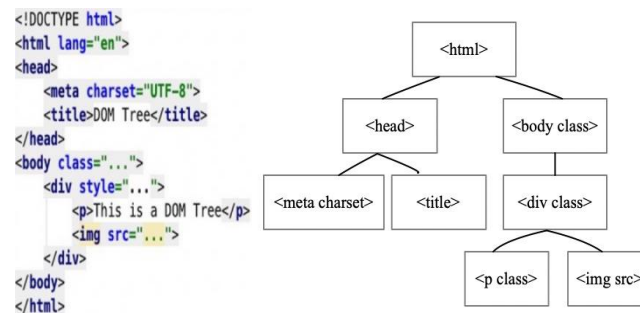 <!DOCTYPE html>
<html lang="en">
<head>
<meta charset="UTF-8">
<title>DOM Tree</title>
</head>
<body class="...">
<div style="...">
<p>This is a DOM Tree</p>
<img src="...">
</div>
</body>
</html>
<html>
<head>
<body class>
<meta charset>
<title>
<div class>
<p class>
<img src>